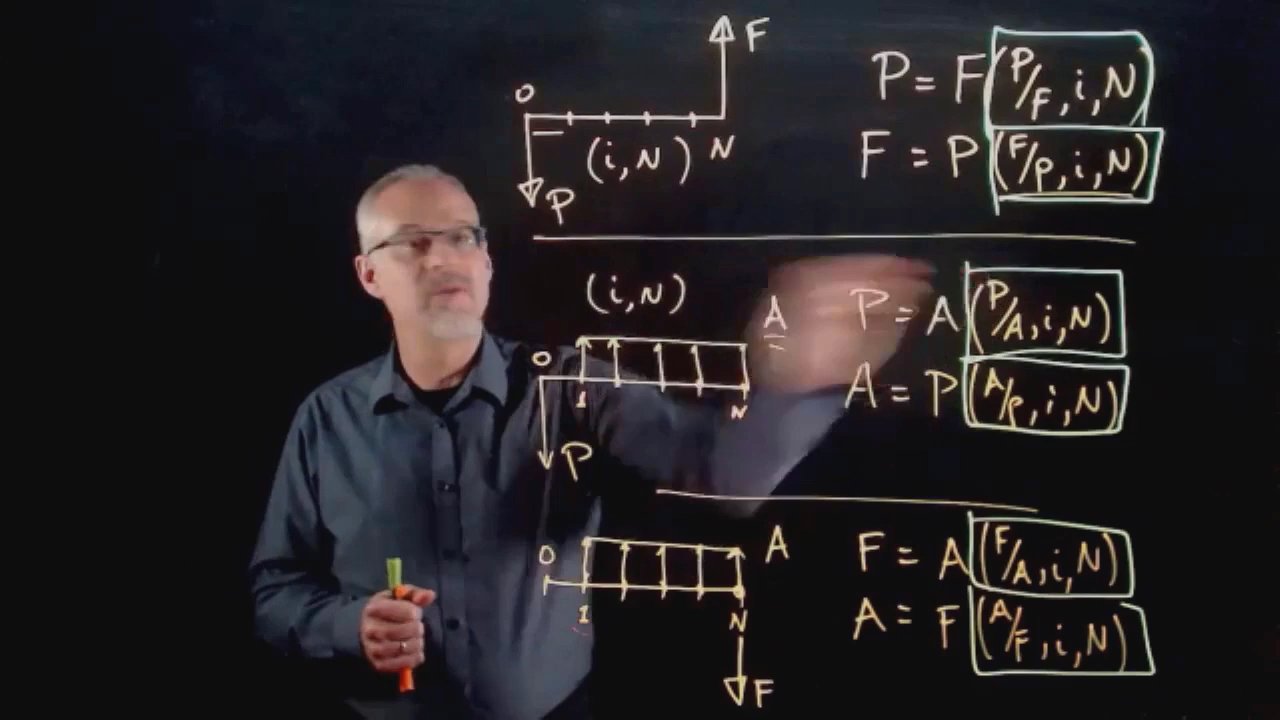 F
0
(i,N) N
P
P = F (P/F, i, N)
F = P (F/P, i, N)
(i,N)
A
0
1 N
P
P = A (P/A, i, N)
A = P (A/P, i, N)
0 A
1 N
F
F = A (F/A, i, N)
A = F (A/F, i, N)